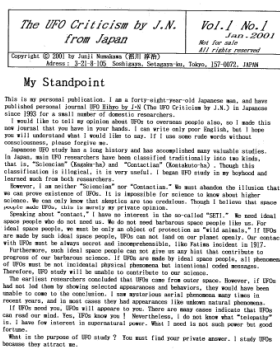 The UFO Criticism by J.N.
from Japan
Vol.1 No.1
Jan.2001
Not for sale
All rights reserved
Copyright © 2001 by Junji Numakawa
Adress : 3-21-8-105 Seshigaya, Setagaya-ku, Tokyo, 157-0072, JAPAN
My Standpoint
This is my personal publication. I am a forty-eight-year-old Japanese man, and have
published personal journal UFO Hihyo by J·N (The UFO Criticism by J.N.) in Japanese
since 1993 for a small number of domestic researchers.
I would like to tell my opinion about UFOs to overseas people also, so I made this
new journal that you have in your hands. I can write only poor English, but I hope
you will understand what I would like to say. If I use some rude words without
consciousness, please forgive me.
Japanese UFO study has a long history and has accumulated many valuable studies.
In Japan, main UFO researchers have been classified traditionally into two kinds,
that is, "Sciencian" and "Contactian" . Though this
classification is illogical, it is very useful. I began UFO study in my boyhood and
learned much from both researchers.
However, I am neither "Sciencian" nor "Contactian." We must abandon the illusion that
we can prove existence of UFOs. It is impossible for science to know about higher
science. We can only know that skeptics are too credulous. Though I believe that space
people made UFOs, this is merely my private opinion.
Speaking about "contact," I have no interest in the so-called "SETI." We need ideal
space people who do not need us. We do not need barbarous space people like us. For
ideal space people, we must be only an object of protection as "wild animals." If UFOs
are made by such ideal space people, UFOs can not land on our planet openly. Our contact
with UFOs must be always secret and incomprehensible, like Fatima incident in 1917.
Furthermore, such ideal space people can not give us any hint that contribute to
progress of our barbarous science. If UFOs are made by ideal space people, all phenomena
of UFOs must be not incidental physical phenomena but intentional coded messages.
Therefore, UFO study will be unable to contribute to our science.
The earliest researchers concluded that UFOs came from outer space. However, if UFOs
had not led them by showing selected appearances and behaviors, they would have been
unable to come to the conclusion. I saw mysterious aerial phenomena many times in
recent years, and in most cases they had appearances like unknown natural phenomena.
If UFOs need you, UFOs will appear to you. There are many cases that indicate that UFOs
can read our mind. Yes, UFOs know you! Nevertheless, I do not know what "telepathy"
is. I have few interest in supernatural power. What I need is not such power but good
fortune.
What is the purpose of UFO study ? You must find your private answer. I study UFOs
because they attract me.